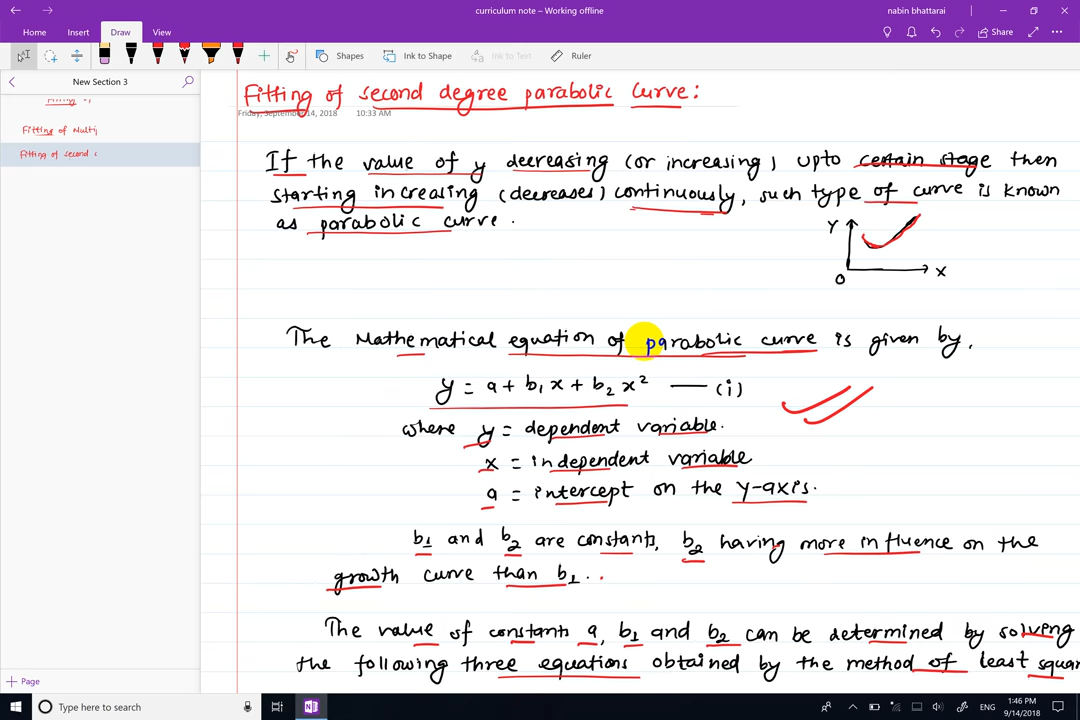 curriculum note – Working offline
nabin bhattarai
Home Insert Draw View
Share
Shapes
Ink to Shape
Ink to Text
Ruler
New Section 3
Fitting of Multip
Fitting of second c
Page
Fitting of second degree parabolic curve:
Friday, September 14, 2018 10:33 AM
If the value of y decreasing (or increasing) upto certain stage then
starting increasing (decreases) continuously, such type of curve is known
as parabolic curve.
Y
X
O
The Mathematical equation of parabolic curve is given by,
y = a + b₁x + b₂x² — (i)
where y = dependent variable.
x = independent variable
a = intercept on the y-axis.
b₁ and b₂ are constants, b₂ having more influence on the
growth curve than b₁.
The value of constants a, b₁ and b₂ can be determined by solving
the following three equations obtained by the method of least square
Type here to search
ENG
1:46 PM
9/14/2018